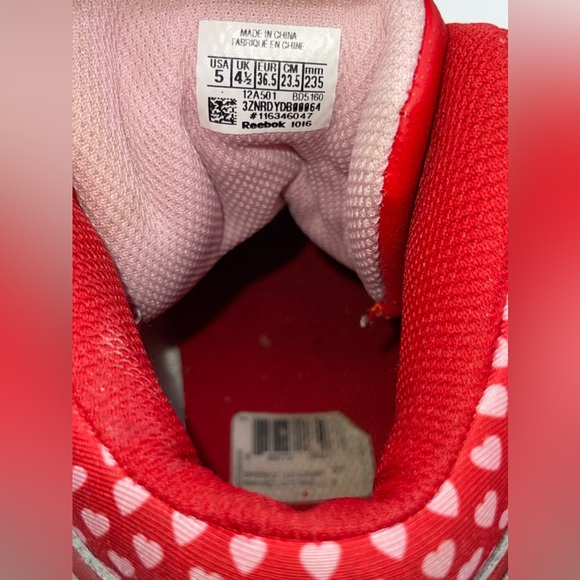 MADE IN CHINA
FABRIQUE EN CHINE
USA UK EUR CM mm
5 4½ 36.5 23.5 235
12A501 BD5160
3ZNRDYDB00064
#116346047
Reebok 1016